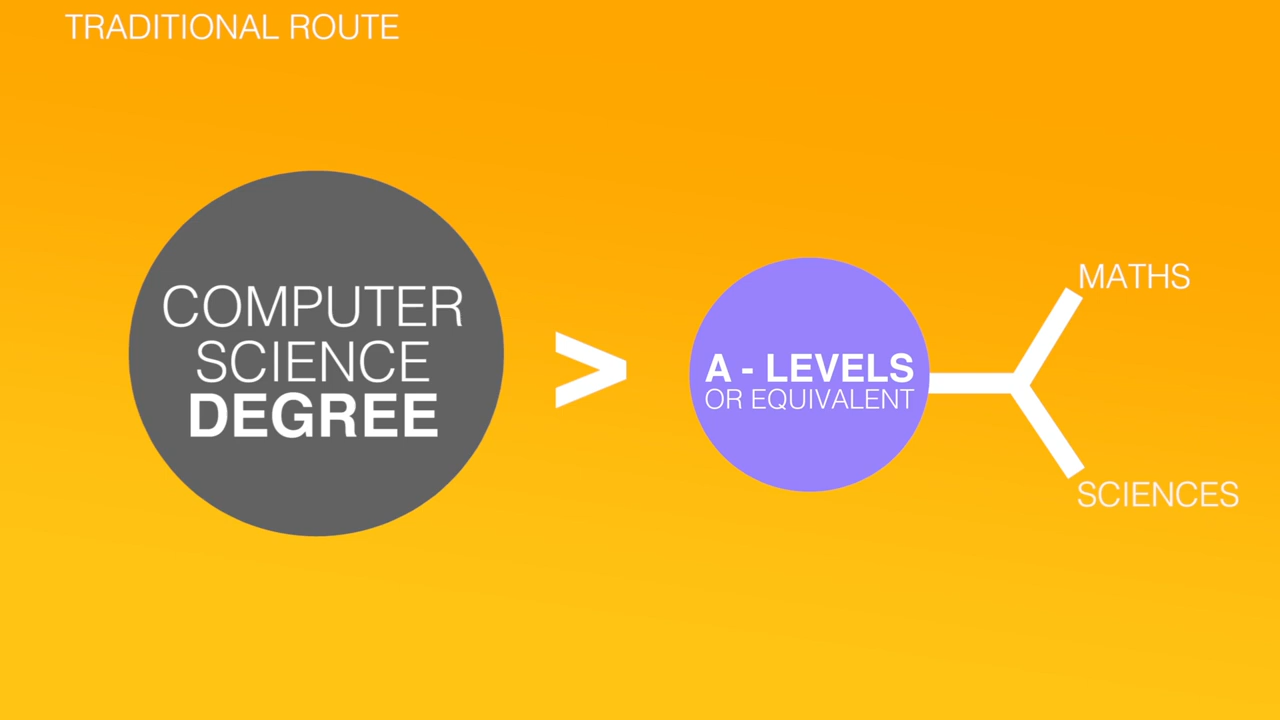 TRADITIONAL ROUTE
COMPUTER
SCIENCE
DEGREE
>
A - LEVELS
OR EQUIVALENT
MATHS
SCIENCES